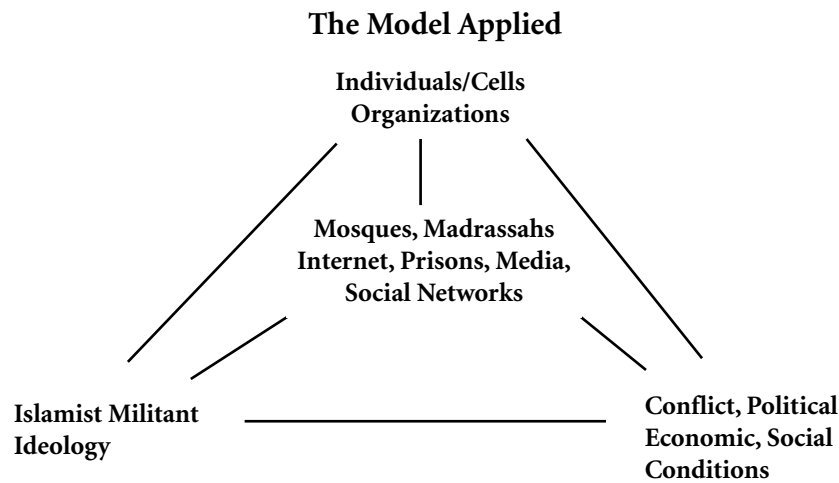 The Model Applied
Individuals/Cells
Organizations
Mosques, Madrassahs
Internet, Prisons, Media,
Social Networks
Islamist Militant
Ideology
Conflict, Political
Economic, Social
Conditions